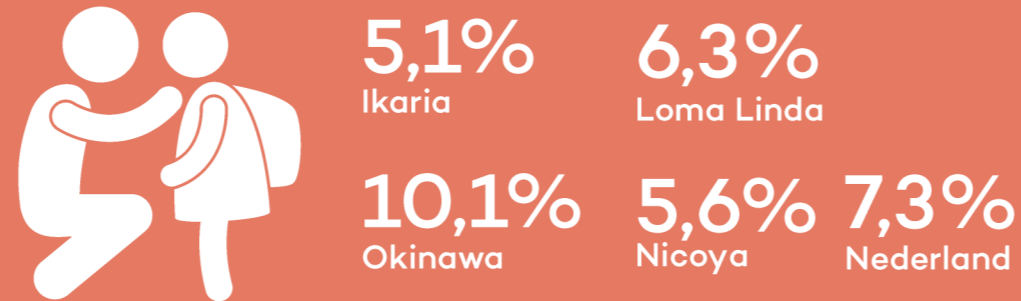 5,1%
Ikaria
6,3%
Loma Linda
10,1%
Okinawa
5,6%
Nicoya
7,3%
Nederland